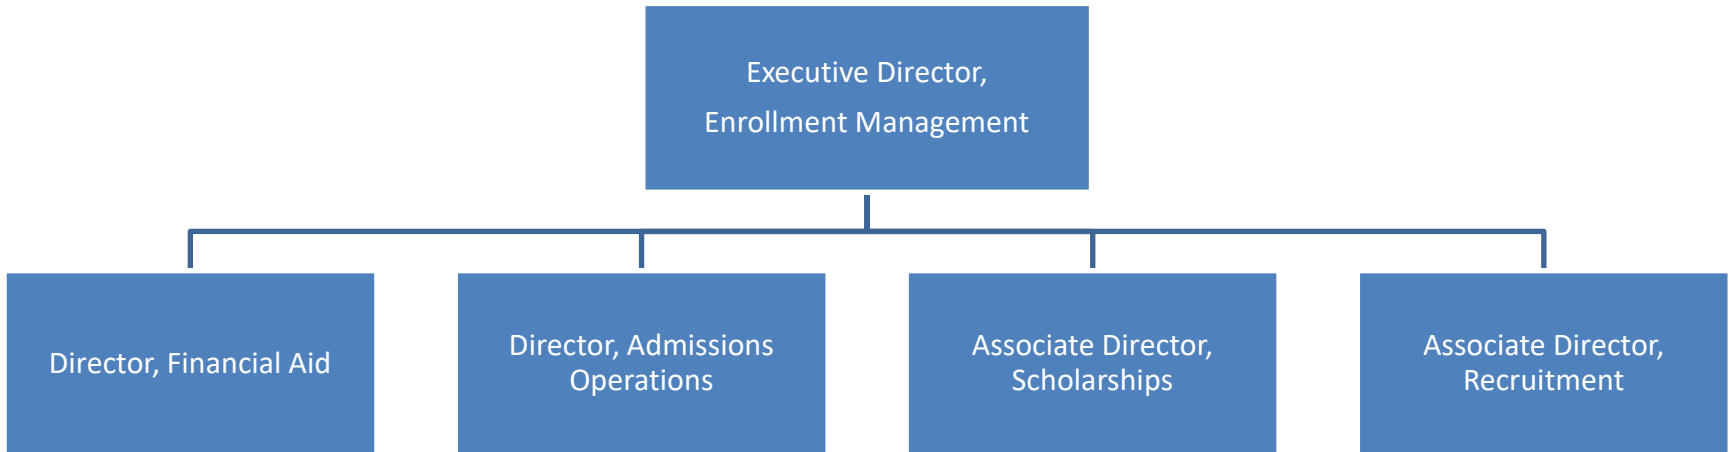 Executive Director,
Enrollment Management
Director, Financial Aid
Director, Admissions
Operations
Associate Director,
Scholarships
Associate Director,
Recruitment